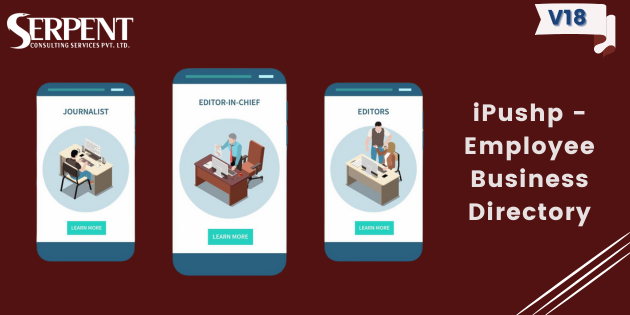 SERPENT
CONSULTING SERVICES PVT. LTD.
V18
JOURNALIST
LEARN MORE
EDITOR-IN-CHIEF
LEARN MORE
EDITORS
LEARN MORE
iPushp -
Employee
Business
Directory